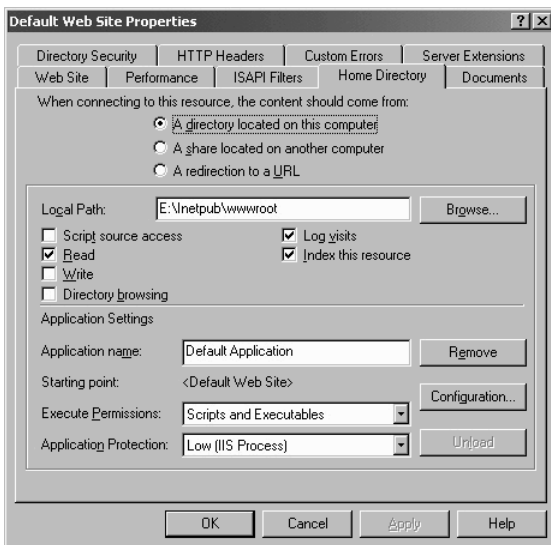 Default Web Site Properties
? X
Directory Security HTTP Headers Custom Errors Server Extensions
Web Site Performance ISAPI Filters Home Directory Documents
When connecting to this resource, the content should come from:
A directory located on this computer
A share located on another computer
A redirection to a URL
Local Path: E:\Inetpub\wwwroot Browse...
Script source access Log visits
Read Index this resource
Write
Directory browsing
Application Settings
Application name: Default Application Remove
Starting point: <Default Web Site>
Configuration...
Execute Permissions: Scripts and Executables
Application Protection: Low (IIS Process) Unload
OK Cancel Apply Help